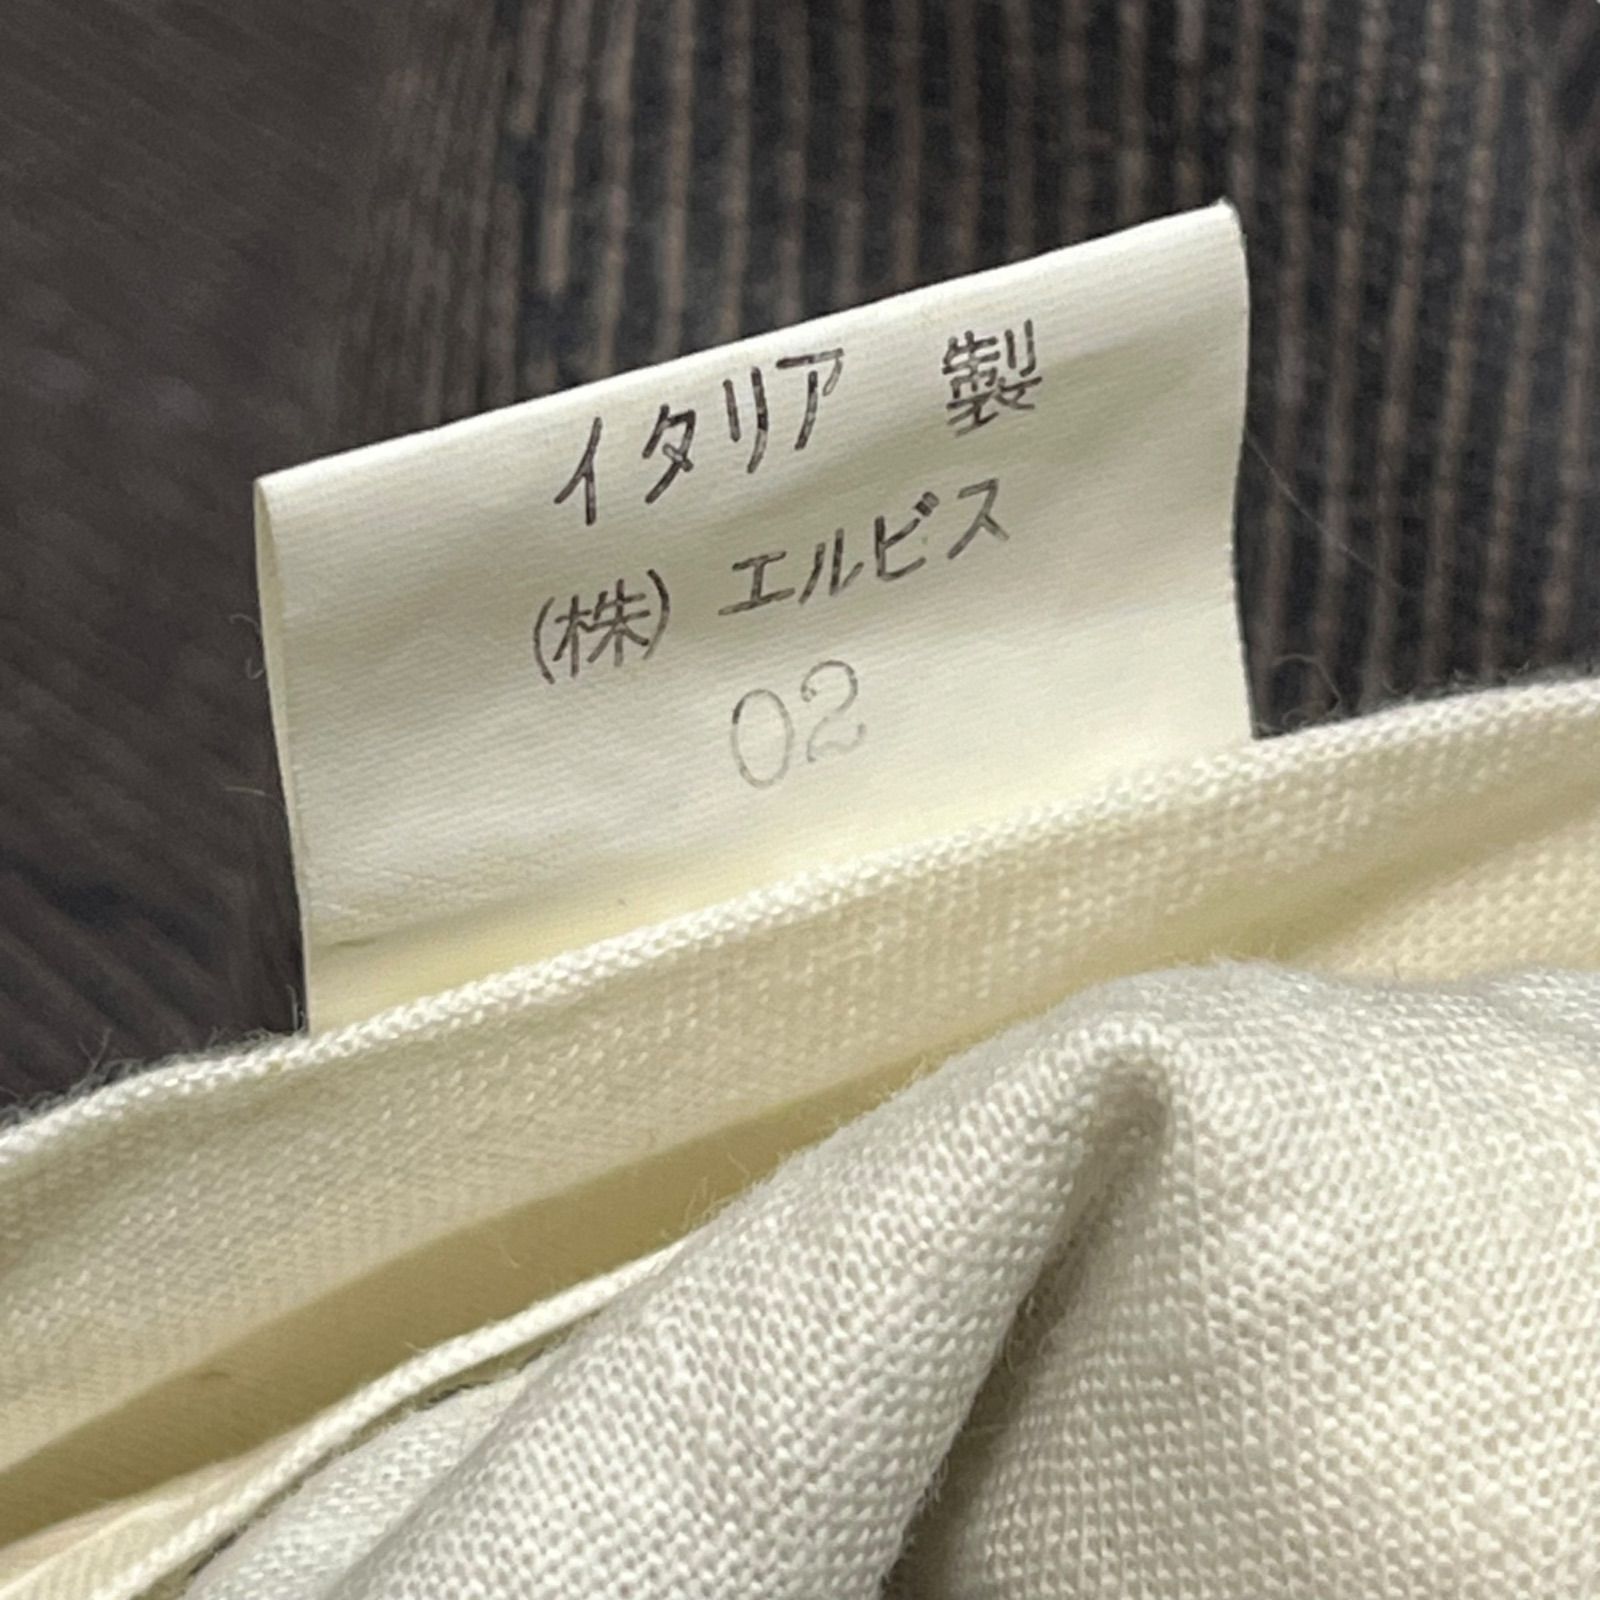 イタリア 製
(株) エルビス
02